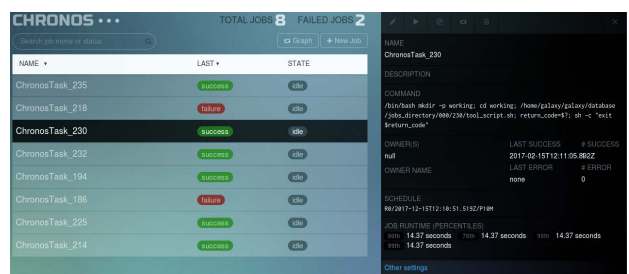 CHRONOS •••
TOTAL JOBS 8 FAILED JOBS 2
Search job name or status
Graph + New Job
NAME ▾ LAST ▾ STATE
ChronosTask_235 success idle
ChronosTask_218 failure idle
ChronosTask_230 success idle
ChronosTask_232 success idle
ChronosTask_194 success idle
ChronosTask_186 failure idle
ChronosTask_225 success idle
ChronosTask_214 success idle
NAME
ChronosTask_230
DESCRIPTION
COMMAND
/bin/bash mkdir -p working; cd working; /home/galaxy/galaxy/database
/jobs_directory/000/230/tool_script.sh; return_code=$?; sh -c "exit
$return_code"
OWNER(S) LAST SUCCESS # SUCCESS
null 2017-02-15T12:11:05.892Z
OWNER NAME LAST ERROR # ERROR
none 0
SCHEDULE
R0/2017-12-15T12:10:51.519Z/P10M
JOB RUNTIME (PERCENTILES)
50th 14.37 seconds 75th 14.37 seconds 95th 14.37 seconds
99th 14.37 seconds
Other settings